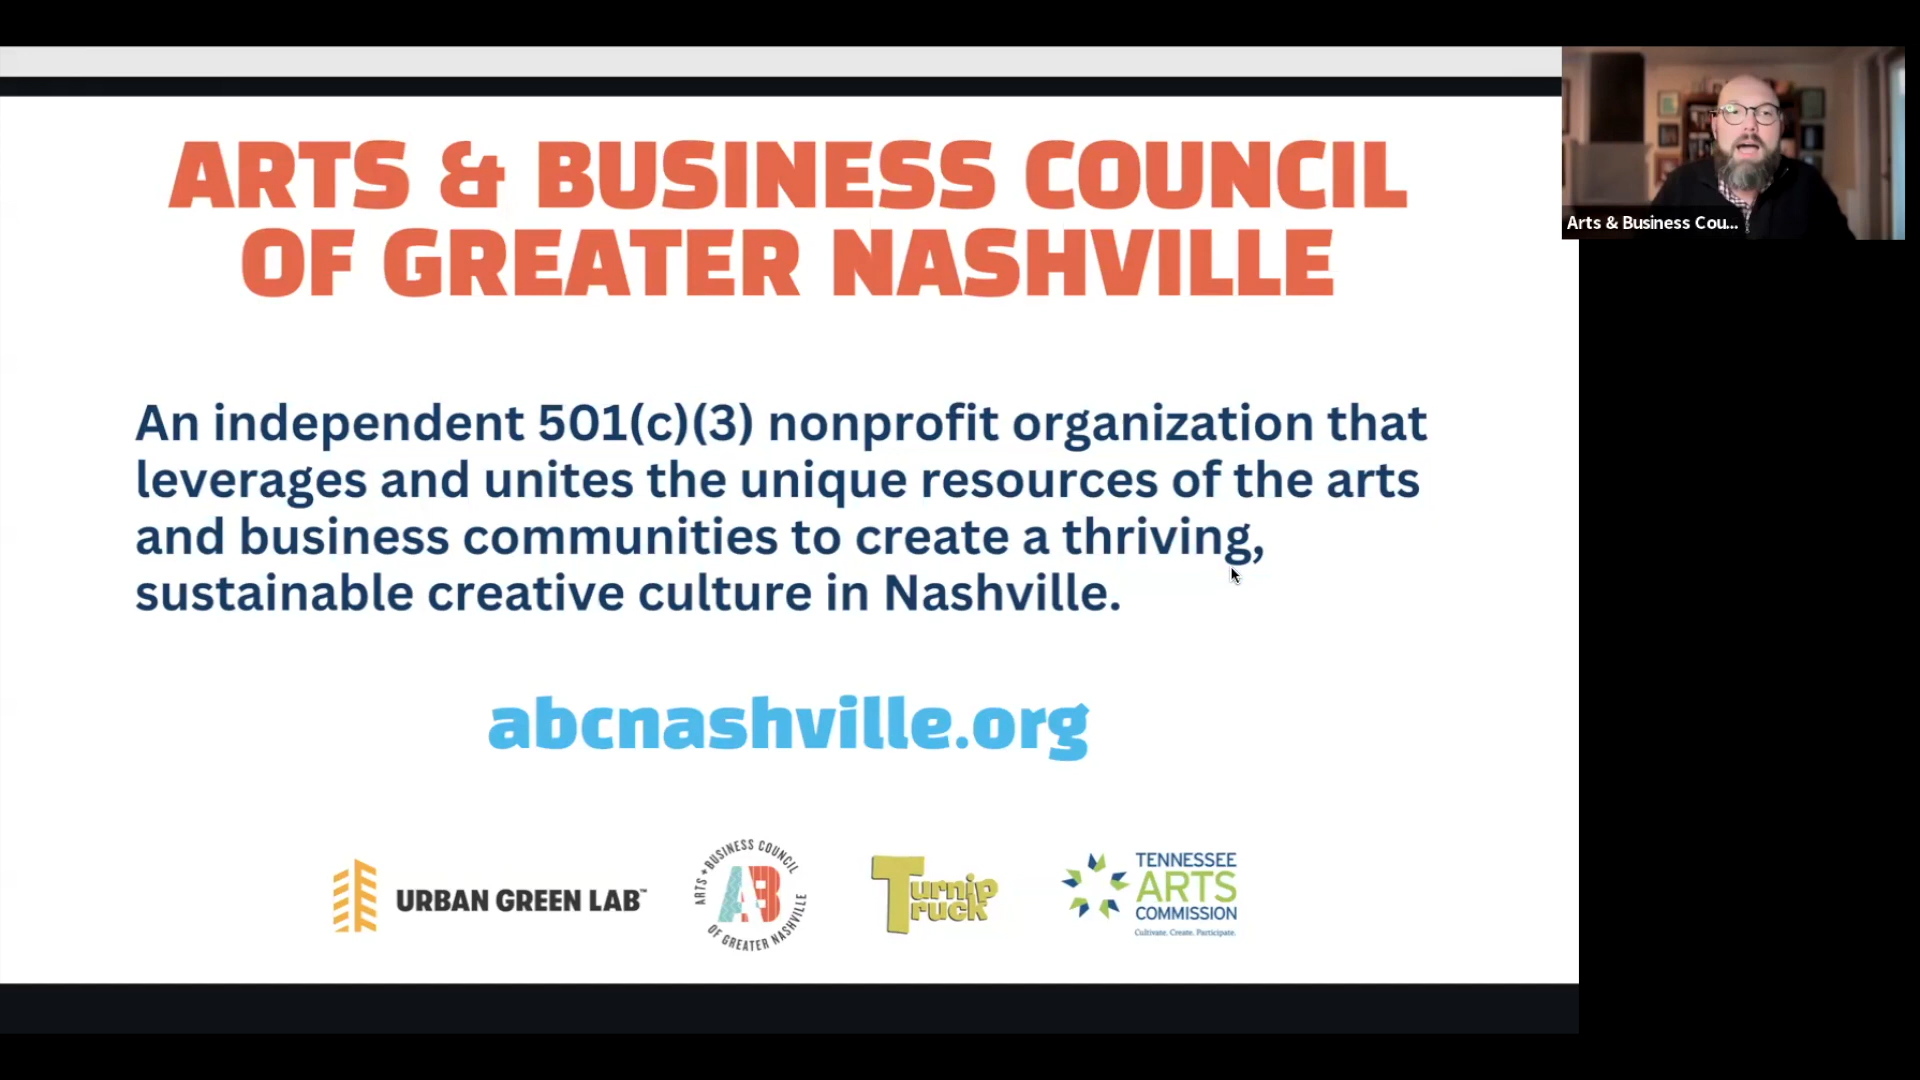 ARTS & BUSINESS COUNCIL
OF GREATER NASHVILLE
Arts & Business Cou...
An independent 501(c)(3) nonprofit organization that
leverages and unites the unique resources of the arts
and business communities to create a thriving,
sustainable creative culture in Nashville.
abcnashville.org
URBAN GREEN LAB™
ARTS + BUSINESS COUNCIL
AB
OF GREATER NASHVILLE
Turnip
Truck
TENNESSEE
ARTS
COMMISSION
Cultivate. Create. Participate.